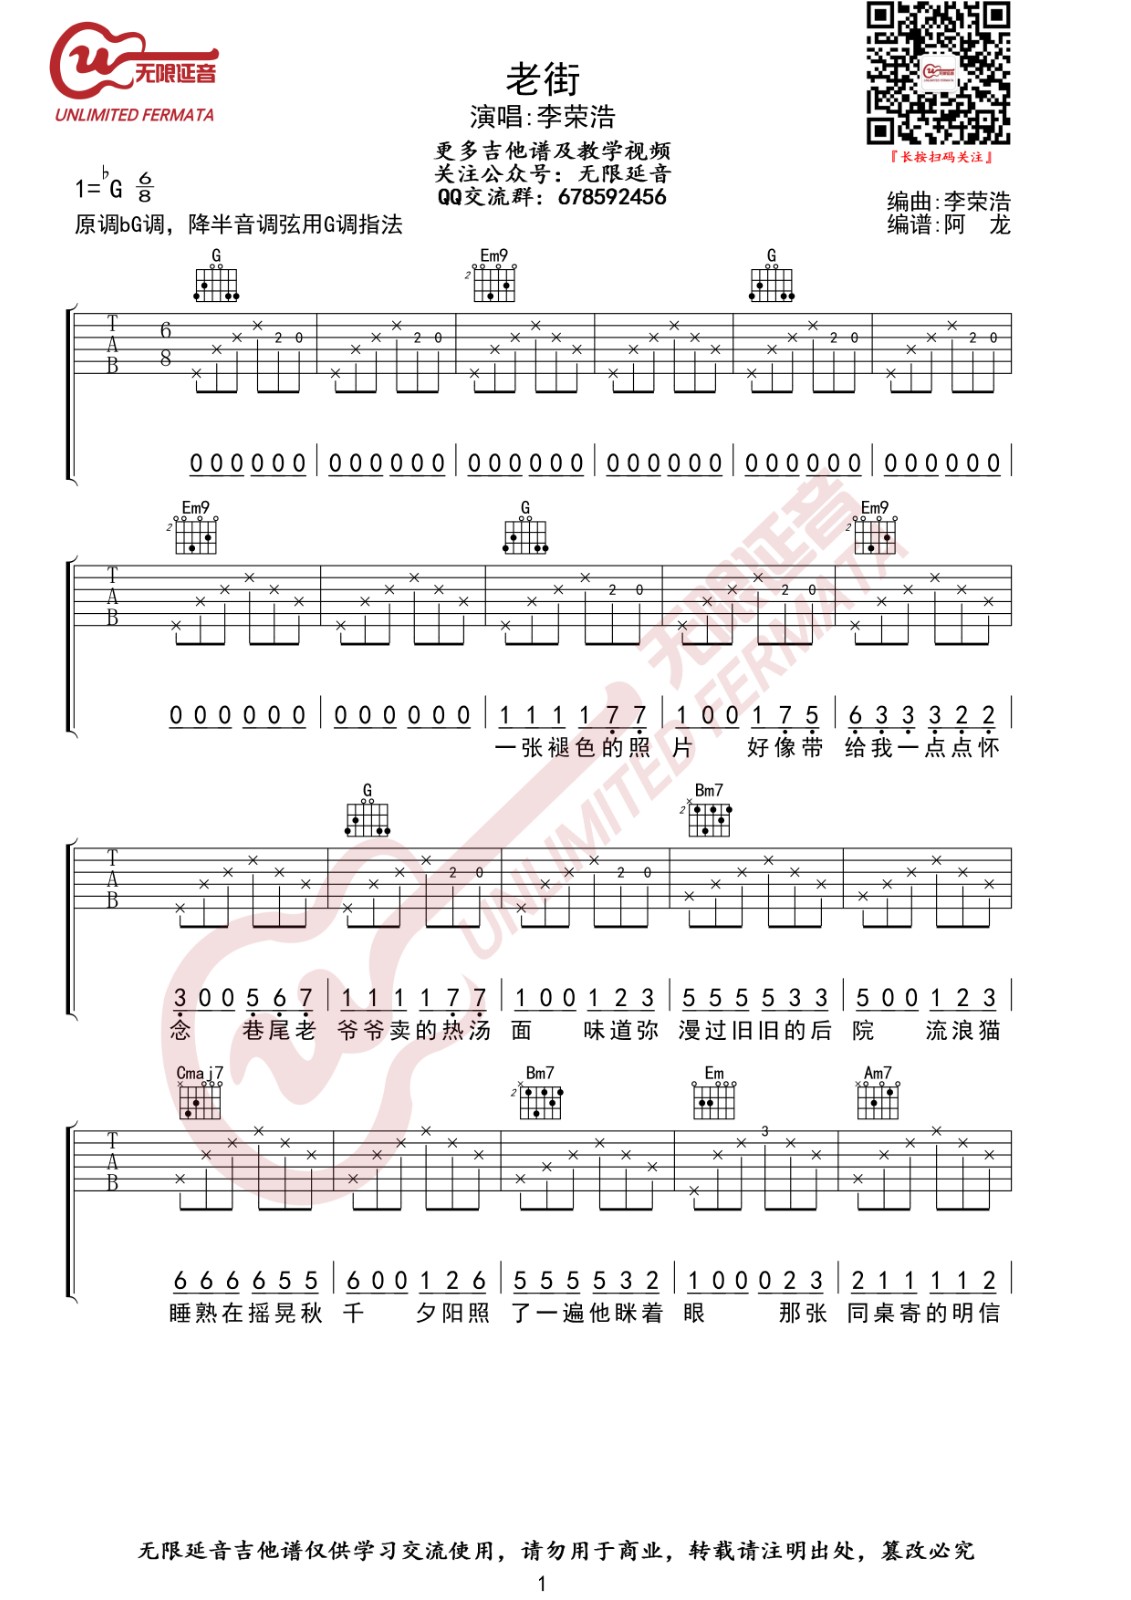 无限延音
UNLIMITED FERMATA
老街
演唱:李荣浩
更多吉他谱及教学视频
关注公众号：无限延音
QQ交流群：678592456
『长按扫码关注』
1=♭G 6/8
原调bG调，降半音调弦用G调指法
编曲:李荣浩
编谱:阿 龙
G Em9 G
T A B 6 8 2 0 2 0 2 0 2 0
0 0 0 0 0 0 | 0 0 0 0 0 0 | 0 0 0 0 0 0 | 0 0 0 0 0 0 | 0 0 0 0 0 0 | 0 0 0 0 0 0 |
Em9 G Em9
T A B 2 0 2 0
0 0 0 0 0 0 | 0 0 0 0 0 0 | 1 1 1 1 7 7 | 1 0 0 1 7 5 | 6 3 3 3 2 2 |
一张褪色的照 片 好像带 给我一点点怀
G Bm7
T A B 2 0 2 0
3 0 0 5 6 7 | 1 1 1 1 7 7 | 1 0 0 1 2 3 | 5 5 5 5 3 3 | 5 0 0 1 2 3 |
念 巷尾老 爷爷卖的热汤 面 味道弥 漫过旧旧的后 院 流浪猫
Cmaj7 Bm7 Em Am7
T A B 3
6 6 6 6 5 5 | 6 0 0 1 2 6 | 5 5 5 5 3 2 | 1 0 0 0 2 3 | 2 1 1 1 1 2 |
睡熟在摇晃秋 千 夕阳照 了一遍他眯着 眼 那张 同桌寄的明信
无限延音
UNLIMITED FERMATA
无限延音吉他谱仅供学习交流使用，请勿用于商业，转载请注明出处，篡改必究
1